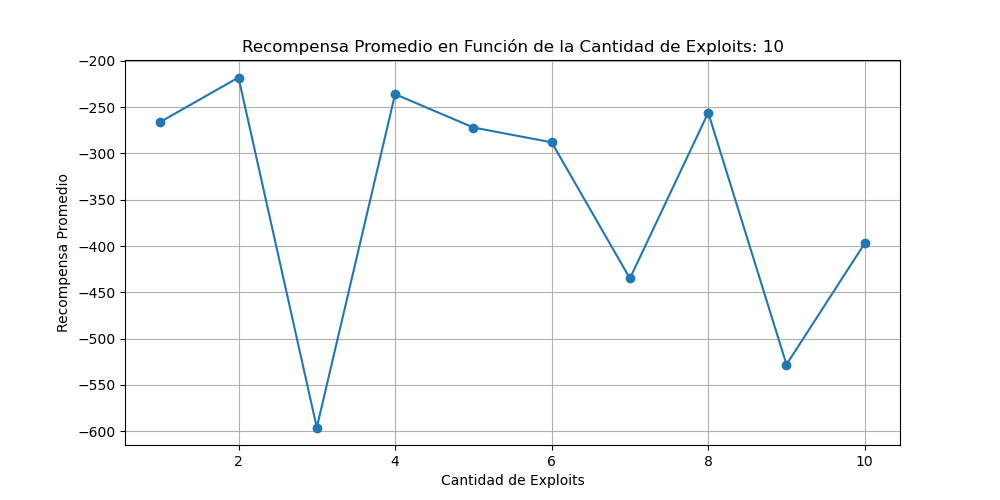 Recompensa Promedio en Función de la Cantidad de Exploits: 10
−200
−250
−300
−350
−400
−450
−500
−550
−600
Recompensa Promedio
2 4 6 8 10
Cantidad de Exploits